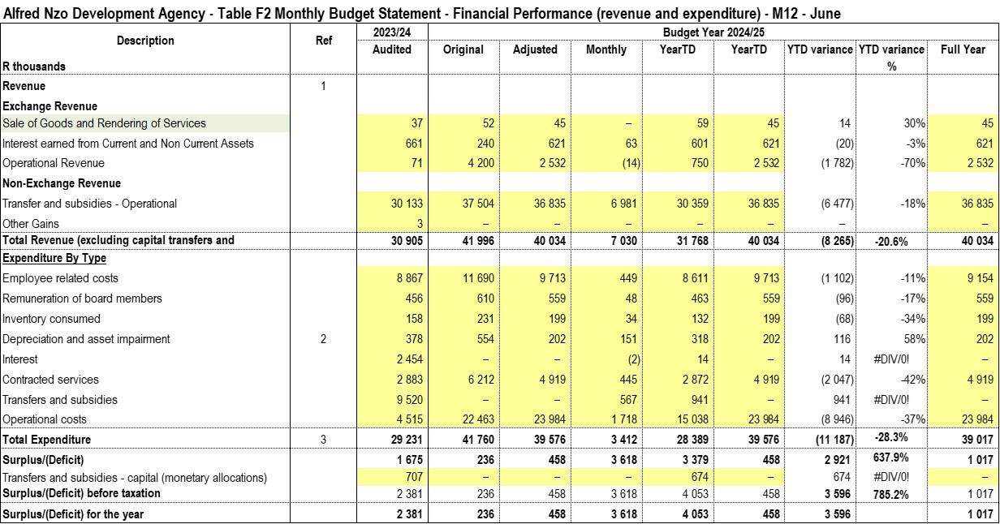 Alfred Nzo Development Agency - Table F2 Monthly Budget Statement - Financial Performance (revenue and expenditure) - M12 - June
Description Ref 2023/24 Budget Year 2024/25
Audited Original Adjusted Monthly YearTD YearTD YTD variance YTD variance Full Year
R thousands %
Revenue 1
Exchange Revenue
Sale of Goods and Rendering of Services 37 52 45 – 59 45 14 30% 45
Interest earned from Current and Non Current Assets 661 240 621 63 601 621 (20) -3% 621
Operational Revenue 71 4 200 2 532 (14) 750 2 532 (1 782) -70% 2 532
Non-Exchange Revenue
Transfer and subsidies - Operational 30 133 37 504 36 835 6 981 30 359 36 835 (6 477) -18% 36 835
Other Gains 3 – – – – – – –
Total Revenue (excluding capital transfers and 30 905 41 996 40 034 7 030 31 768 40 034 (8 265) -20.6% 40 034
Expenditure By Type
Employee related costs 8 867 11 690 9 713 449 8 611 9 713 (1 102) -11% 9 154
Remuneration of board members 456 610 559 48 463 559 (96) -17% 559
Inventory consumed 158 231 199 34 132 199 (68) -34% 199
Depreciation and asset impairment 2 378 554 202 151 318 202 116 58% 202
Interest 2 454 – – (2) 14 – 14 #DIV/0! –
Contracted services 2 883 6 212 4 919 445 2 872 4 919 (2 047) -42% 4 919
Transfers and subsidies 9 520 – – 567 941 – 941 #DIV/0! –
Operational costs 4 515 22 463 23 984 1 718 15 038 23 984 (8 946) -37% 23 984
Total Expenditure 3 29 231 41 760 39 576 3 412 28 389 39 576 (11 187) -28.3% 39 017
Surplus/(Deficit) 1 675 236 458 3 618 3 379 458 2 921 637.9% 1 017
Transfers and subsidies - capital (monetary allocations) 707 – – – 674 – 674 #DIV/0! –
Surplus/(Deficit) before taxation 2 381 236 458 3 618 4 053 458 3 596 785.2% 1 017
Surplus/(Deficit) for the year 2 381 236 458 3 618 4 053 458 3 596 1 017